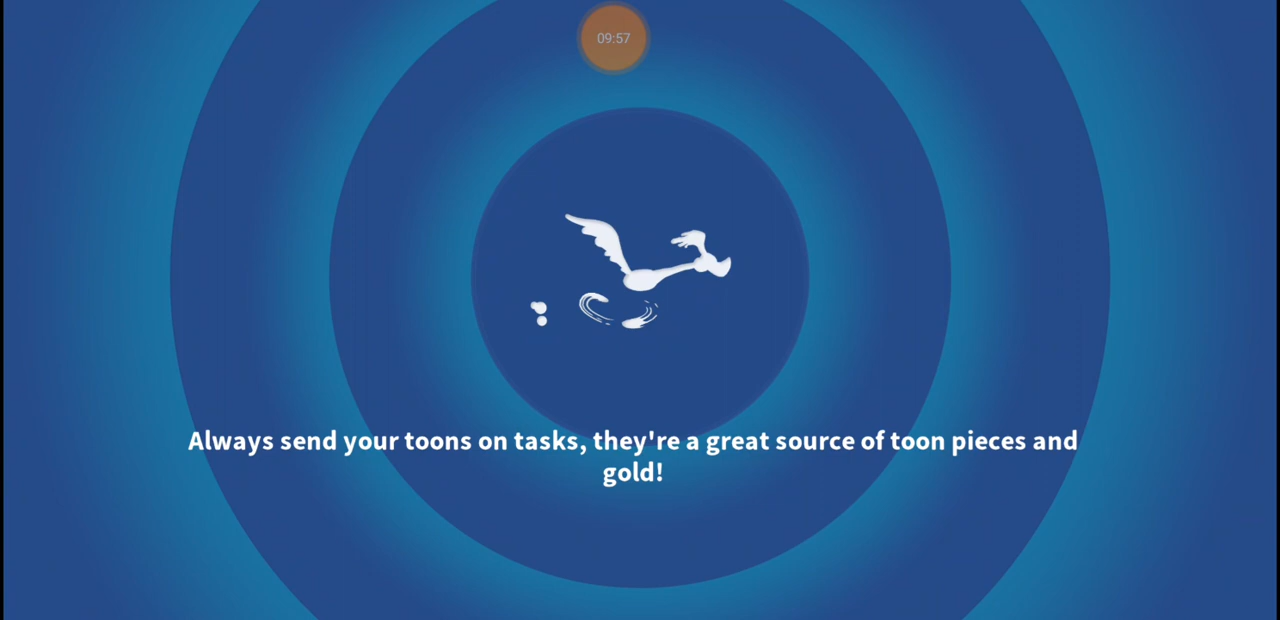 09:57
Always send your toons on tasks, they're a great source of toon pieces and
gold!